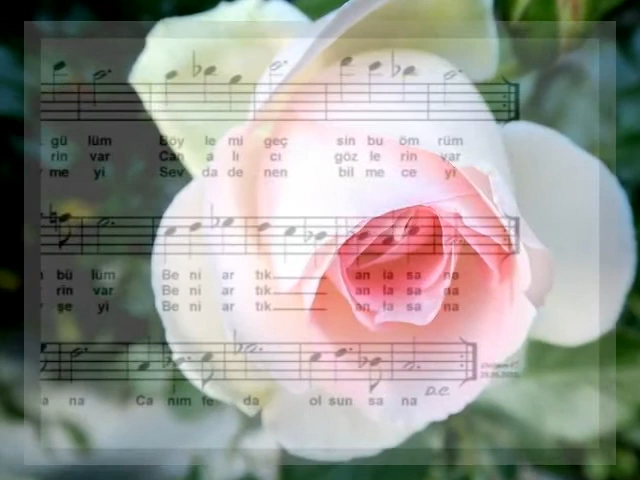 gü lüm Böy le mi geç sin bu öm rüm
rin var Can a lı cı göz le rin var
me yi Sev da de nen bil me ce yi
bü lüm Be ni ar tık an la sa na
rin var Be ni ar tık an la sa na
şe yi Be ni ar tık an la sa na
a na Ca nım fe da ol sun sa na
D.C.